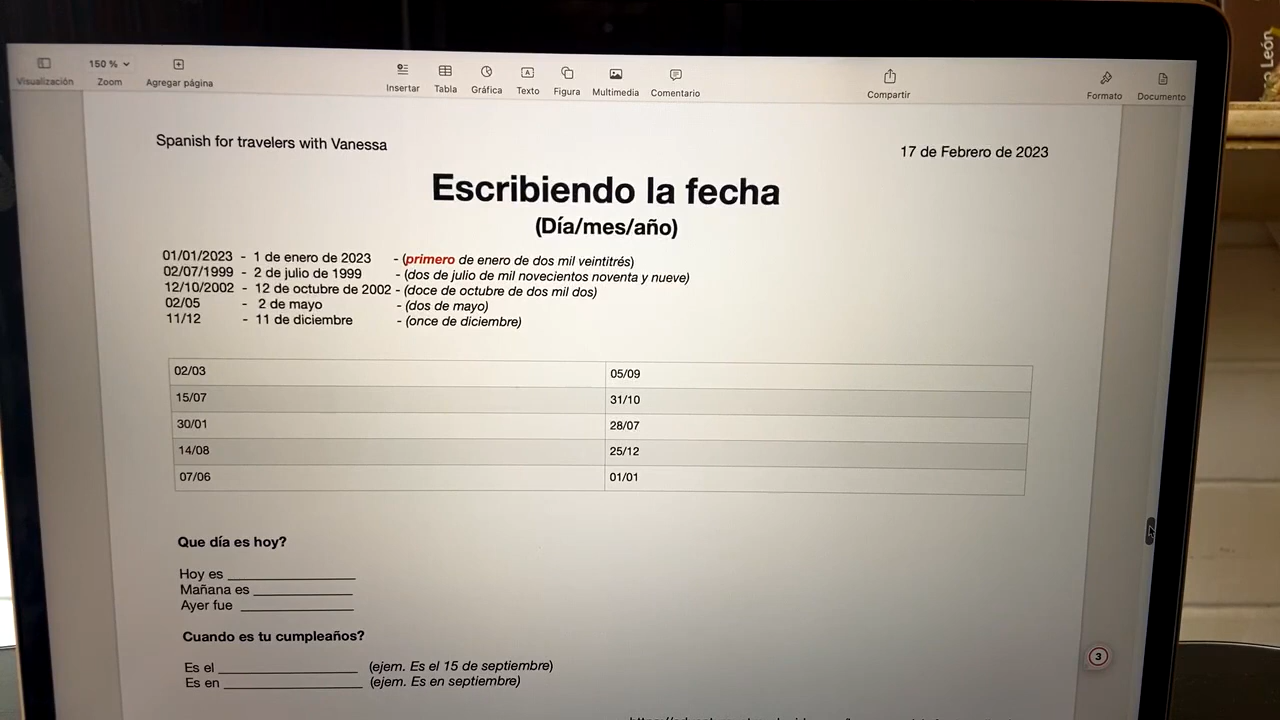 150 %
Visualización
Zoom
Agregar página
Insertar
Tabla
Gráfica
Texto
Figura
Multimedia
Comentario
Compartir
Formato
Documento
León
Spanish for travelers with Vanessa
17 de Febrero de 2023
Escribiendo la fecha
(Día/mes/año)
01/01/2023 - 1 de enero de 2023 - (primero de enero de dos mil veintitrés)
02/07/1999 - 2 de julio de 1999 - (dos de julio de mil novecientos noventa y nueve)
12/10/2002 - 12 de octubre de 2002 - (doce de octubre de dos mil dos)
02/05 - 2 de mayo - (dos de mayo)
11/12 - 11 de diciembre - (once de diciembre)
02/03 05/09
15/07 31/10
30/01 28/07
14/08 25/12
07/06 01/01
Que día es hoy?
Hoy es ____________
Mañana es ____________
Ayer fue ____________
Cuando es tu cumpleaños?
Es el ____________ (ejem. Es el 15 de septiembre)
Es en ____________ (ejem. Es en septiembre)
3